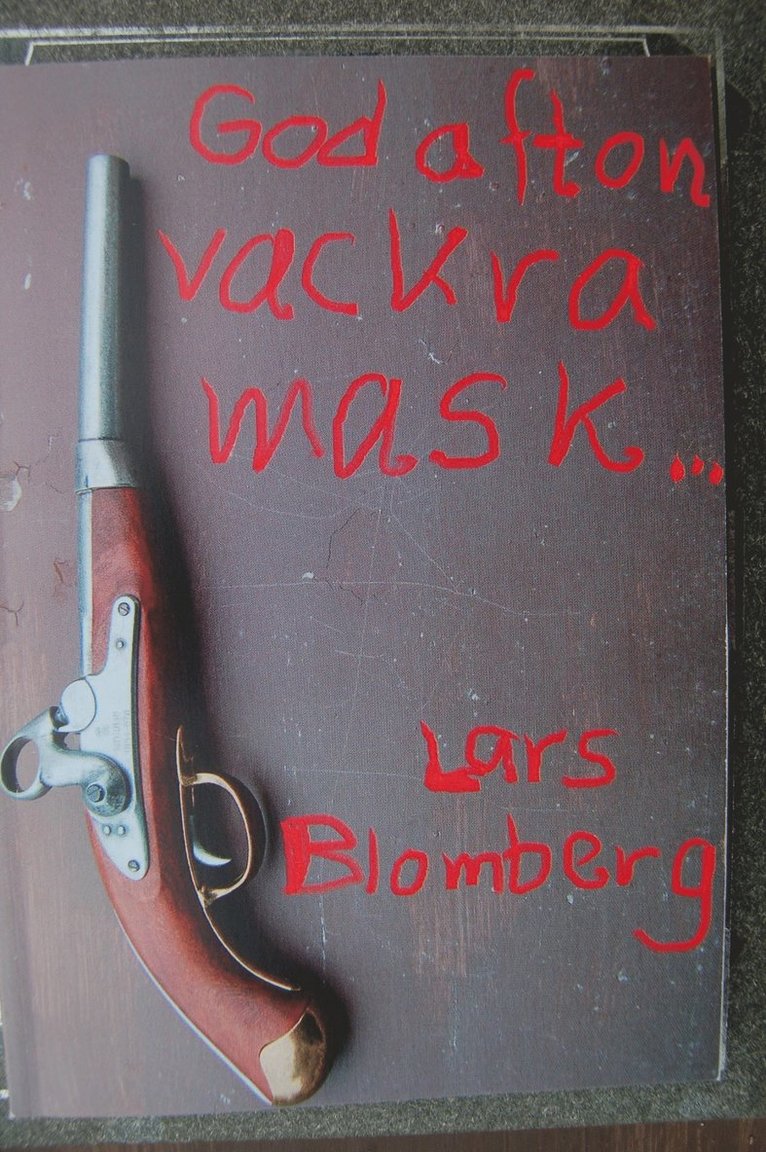 God afton
vackra
mask...
Lars
Blomberg